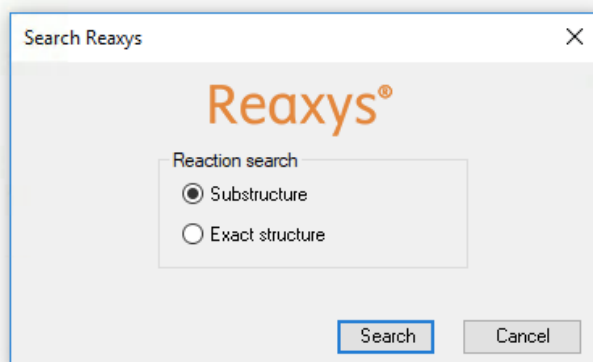 Search Reaxys
Reaxys®
Reaction search
Substructure
Exact structure
Search Cancel